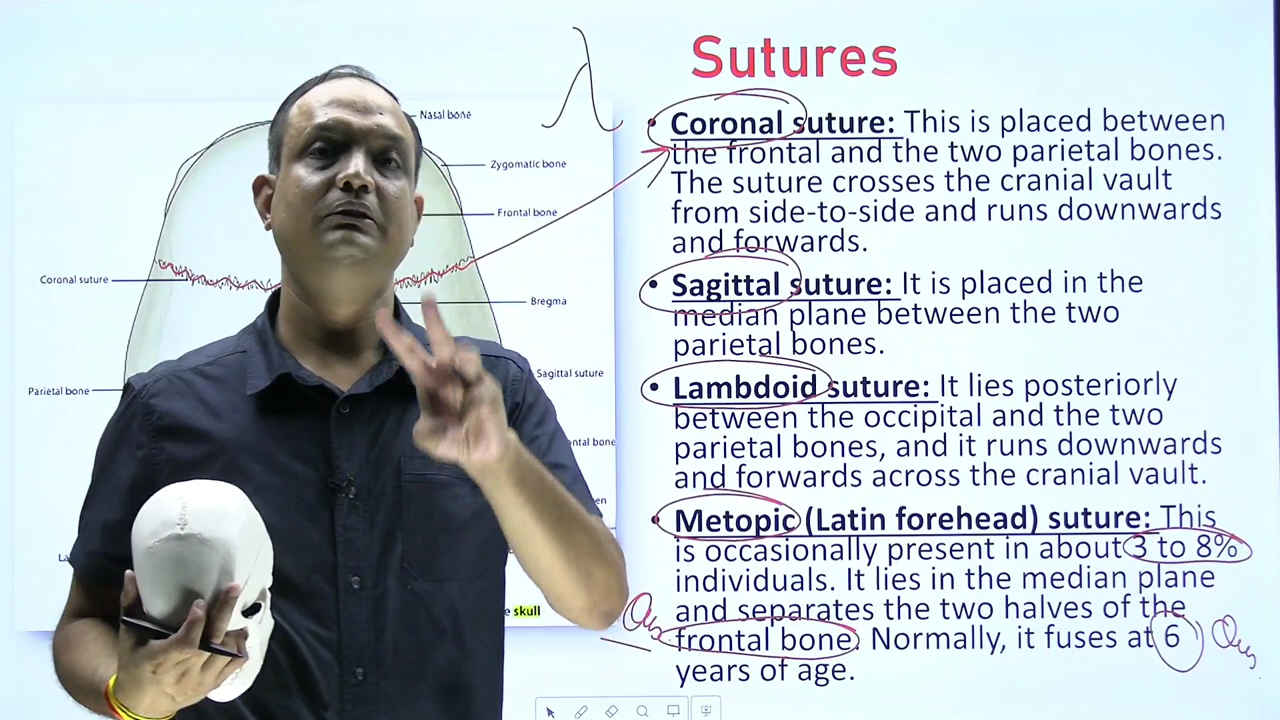 λ
Sutures
Nasal bone
Zygomatic bone
Frontal bone
Coronal suture
Bregma
Sagittal suture
Parietal bone
skull
• Coronal suture: This is placed between
the frontal and the two parietal bones.
The suture crosses the cranial vault
from side-to-side and runs downwards
and forwards.
• Sagittal suture: It is placed in the
median plane between the two
parietal bones.
• Lambdoid suture: It lies posteriorly
between the occipital and the two
parietal bones, and it runs downwards
and forwards across the cranial vault.
• Metopic (Latin forehead) suture: This
is occasionally present in about 3 to 8%
individuals. It lies in the median plane
and separates the two halves of the
frontal bone. Normally, it fuses at 6
years of age.